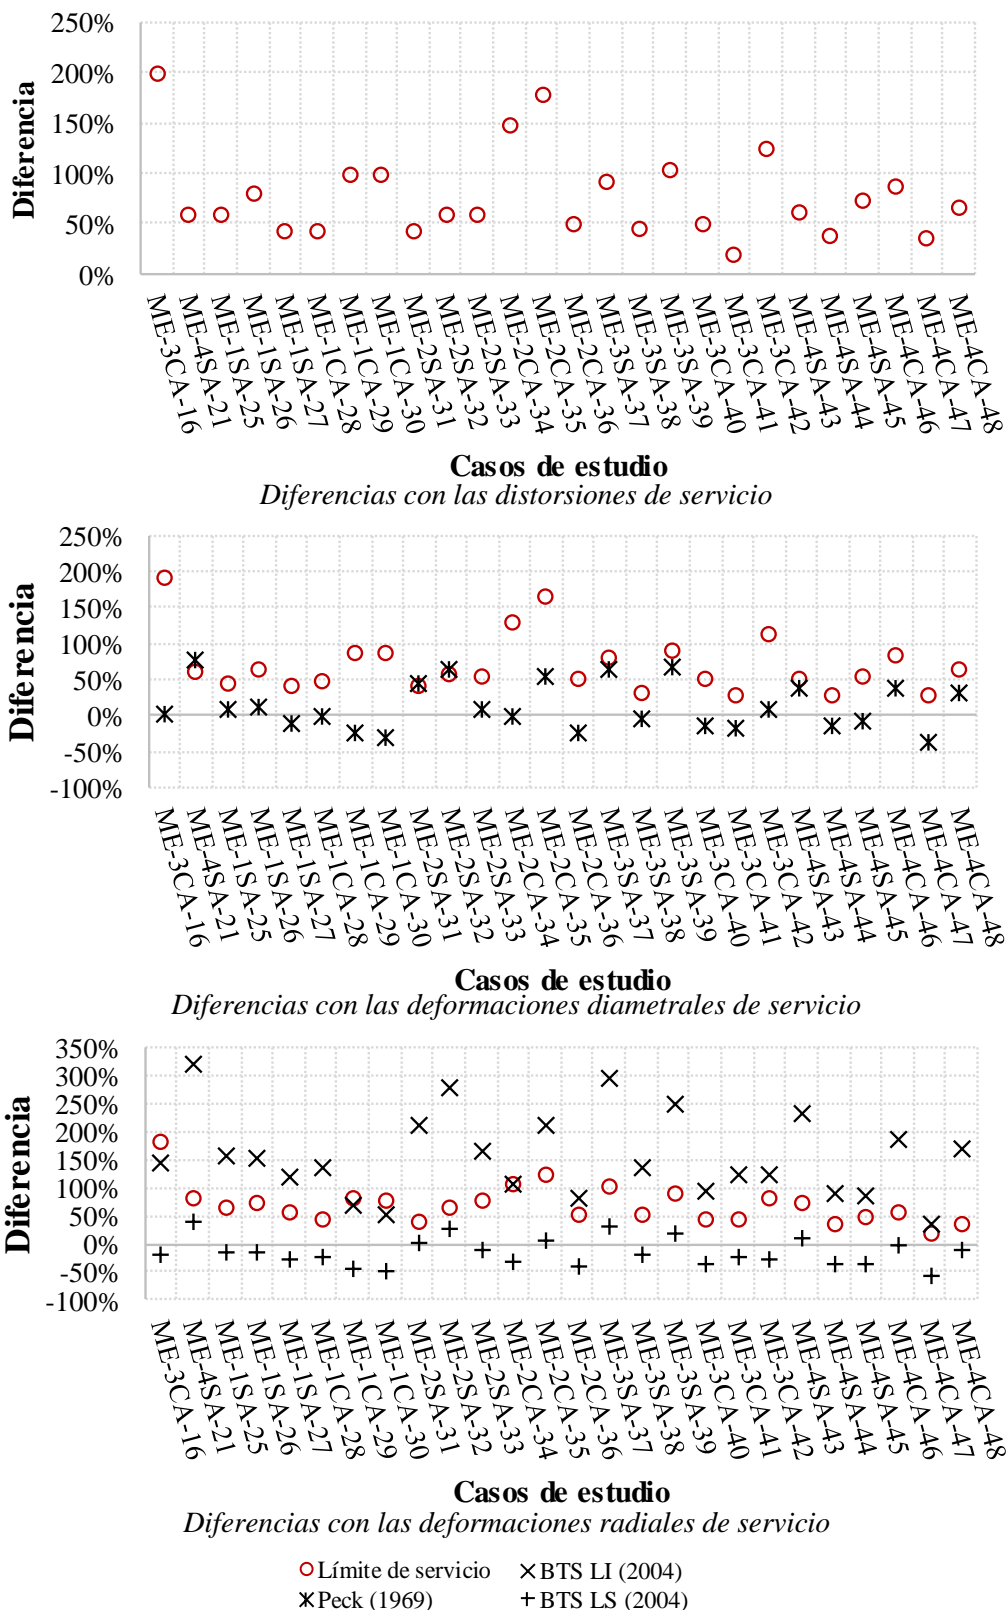 250%
200%
150%
100%
50%
0%
Diferencia
ME-3CA-16
ME-4SA-21
ME-1SA-25
ME-1SA-26
ME-1SA-27
ME-1CA-28
ME-1CA-29
ME-1CA-30
ME-2SA-31
ME-2SA-32
ME-2SA-33
ME-2CA-34
ME-2CA-35
ME-2CA-36
ME-3SA-37
ME-3SA-38
ME-3SA-39
ME-3CA-40
ME-3CA-41
ME-3CA-42
ME-4SA-43
ME-4SA-44
ME-4SA-45
ME-4CA-46
ME-4CA-47
ME-4CA-48
Casos de estudio
Diferencias con las distorsiones de servicio
250%
200%
150%
100%
50%
0%
-50%
-100%
Diferencia
ME-3CA-16
ME-4SA-21
ME-1SA-25
ME-1SA-26
ME-1SA-27
ME-1CA-28
ME-1CA-29
ME-1CA-30
ME-2SA-31
ME-2SA-32
ME-2SA-33
ME-2CA-34
ME-2CA-35
ME-2CA-36
ME-3SA-37
ME-3SA-38
ME-3SA-39
ME-3CA-40
ME-3CA-41
ME-3CA-42
ME-4SA-43
ME-4SA-44
ME-4SA-45
ME-4CA-46
ME-4CA-47
ME-4CA-48
Casos de estudio
Diferencias con las deformaciones diametrales de servicio
350%
300%
250%
200%
150%
100%
50%
0%
-50%
-100%
Diferencia
ME-3CA-16
ME-4SA-21
ME-1SA-25
ME-1SA-26
ME-1SA-27
ME-1CA-28
ME-1CA-29
ME-1CA-30
ME-2SA-31
ME-2SA-32
ME-2SA-33
ME-2CA-34
ME-2CA-35
ME-2CA-36
ME-3SA-37
ME-3SA-38
ME-3SA-39
ME-3CA-40
ME-3CA-41
ME-3CA-42
ME-4SA-43
ME-4SA-44
ME-4SA-45
ME-4CA-46
ME-4CA-47
ME-4CA-48
Casos de estudio
Diferencias con las deformaciones radiales de servicio
Límite de servicio
BTS LI (2004)
Peck (1969)
BTS LS (2004)